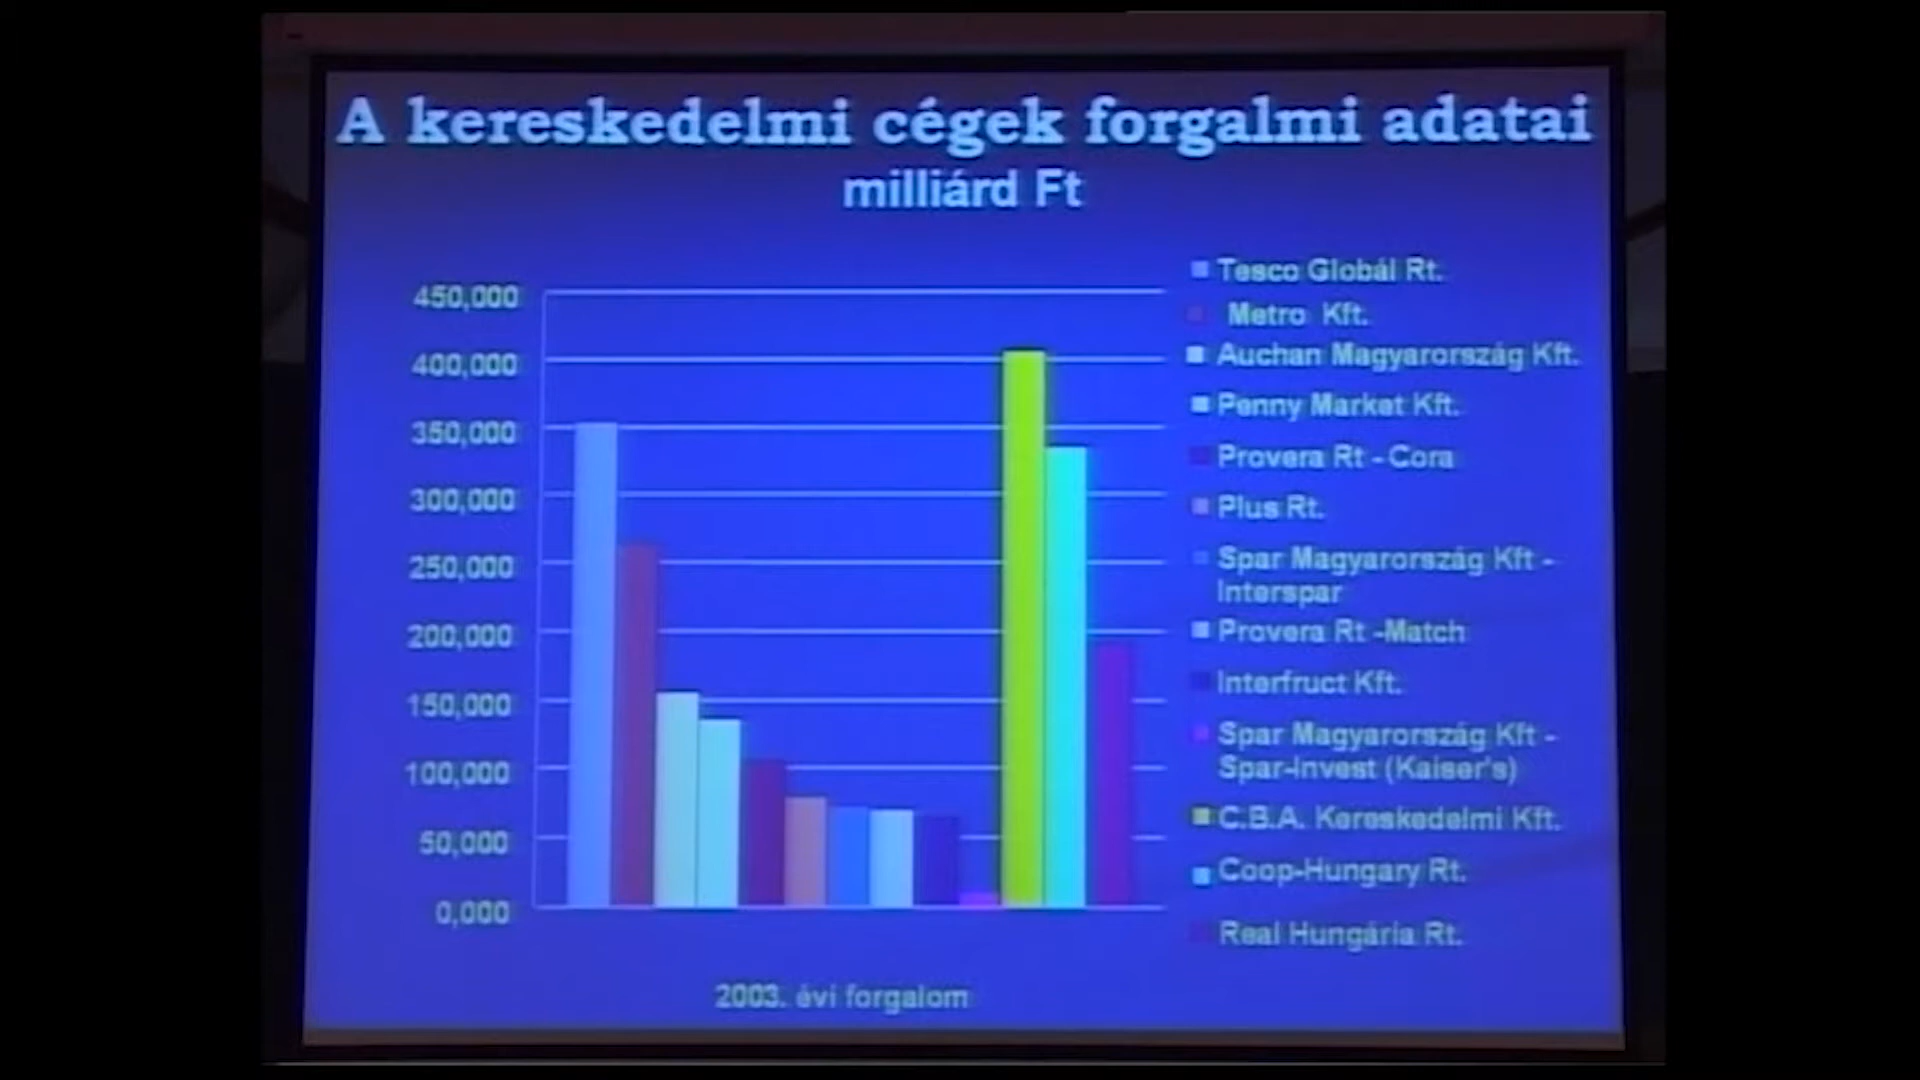 A kereskedelmi cégek forgalmi adatai
milliárd Ft
450,000
400,000
350,000
300,000
250,000
200,000
150,000
100,000
50,000
0,000
2003. évi forgalom
Tesco Globál Rt.
Metro Kft.
Auchan Magyarország Kft.
Penny Market Kft.
Provera Rt - Cora
Plus Rt.
Spar Magyarország Kft -
Interspar
Provera Rt -Match
Interfruct Kft.
Spar Magyarország Kft -
Spar-Invest (Kaiser's)
C.B.A. Kereskedelmi Kft.
Coop-Hungary Rt.
Real Hungária Rt.